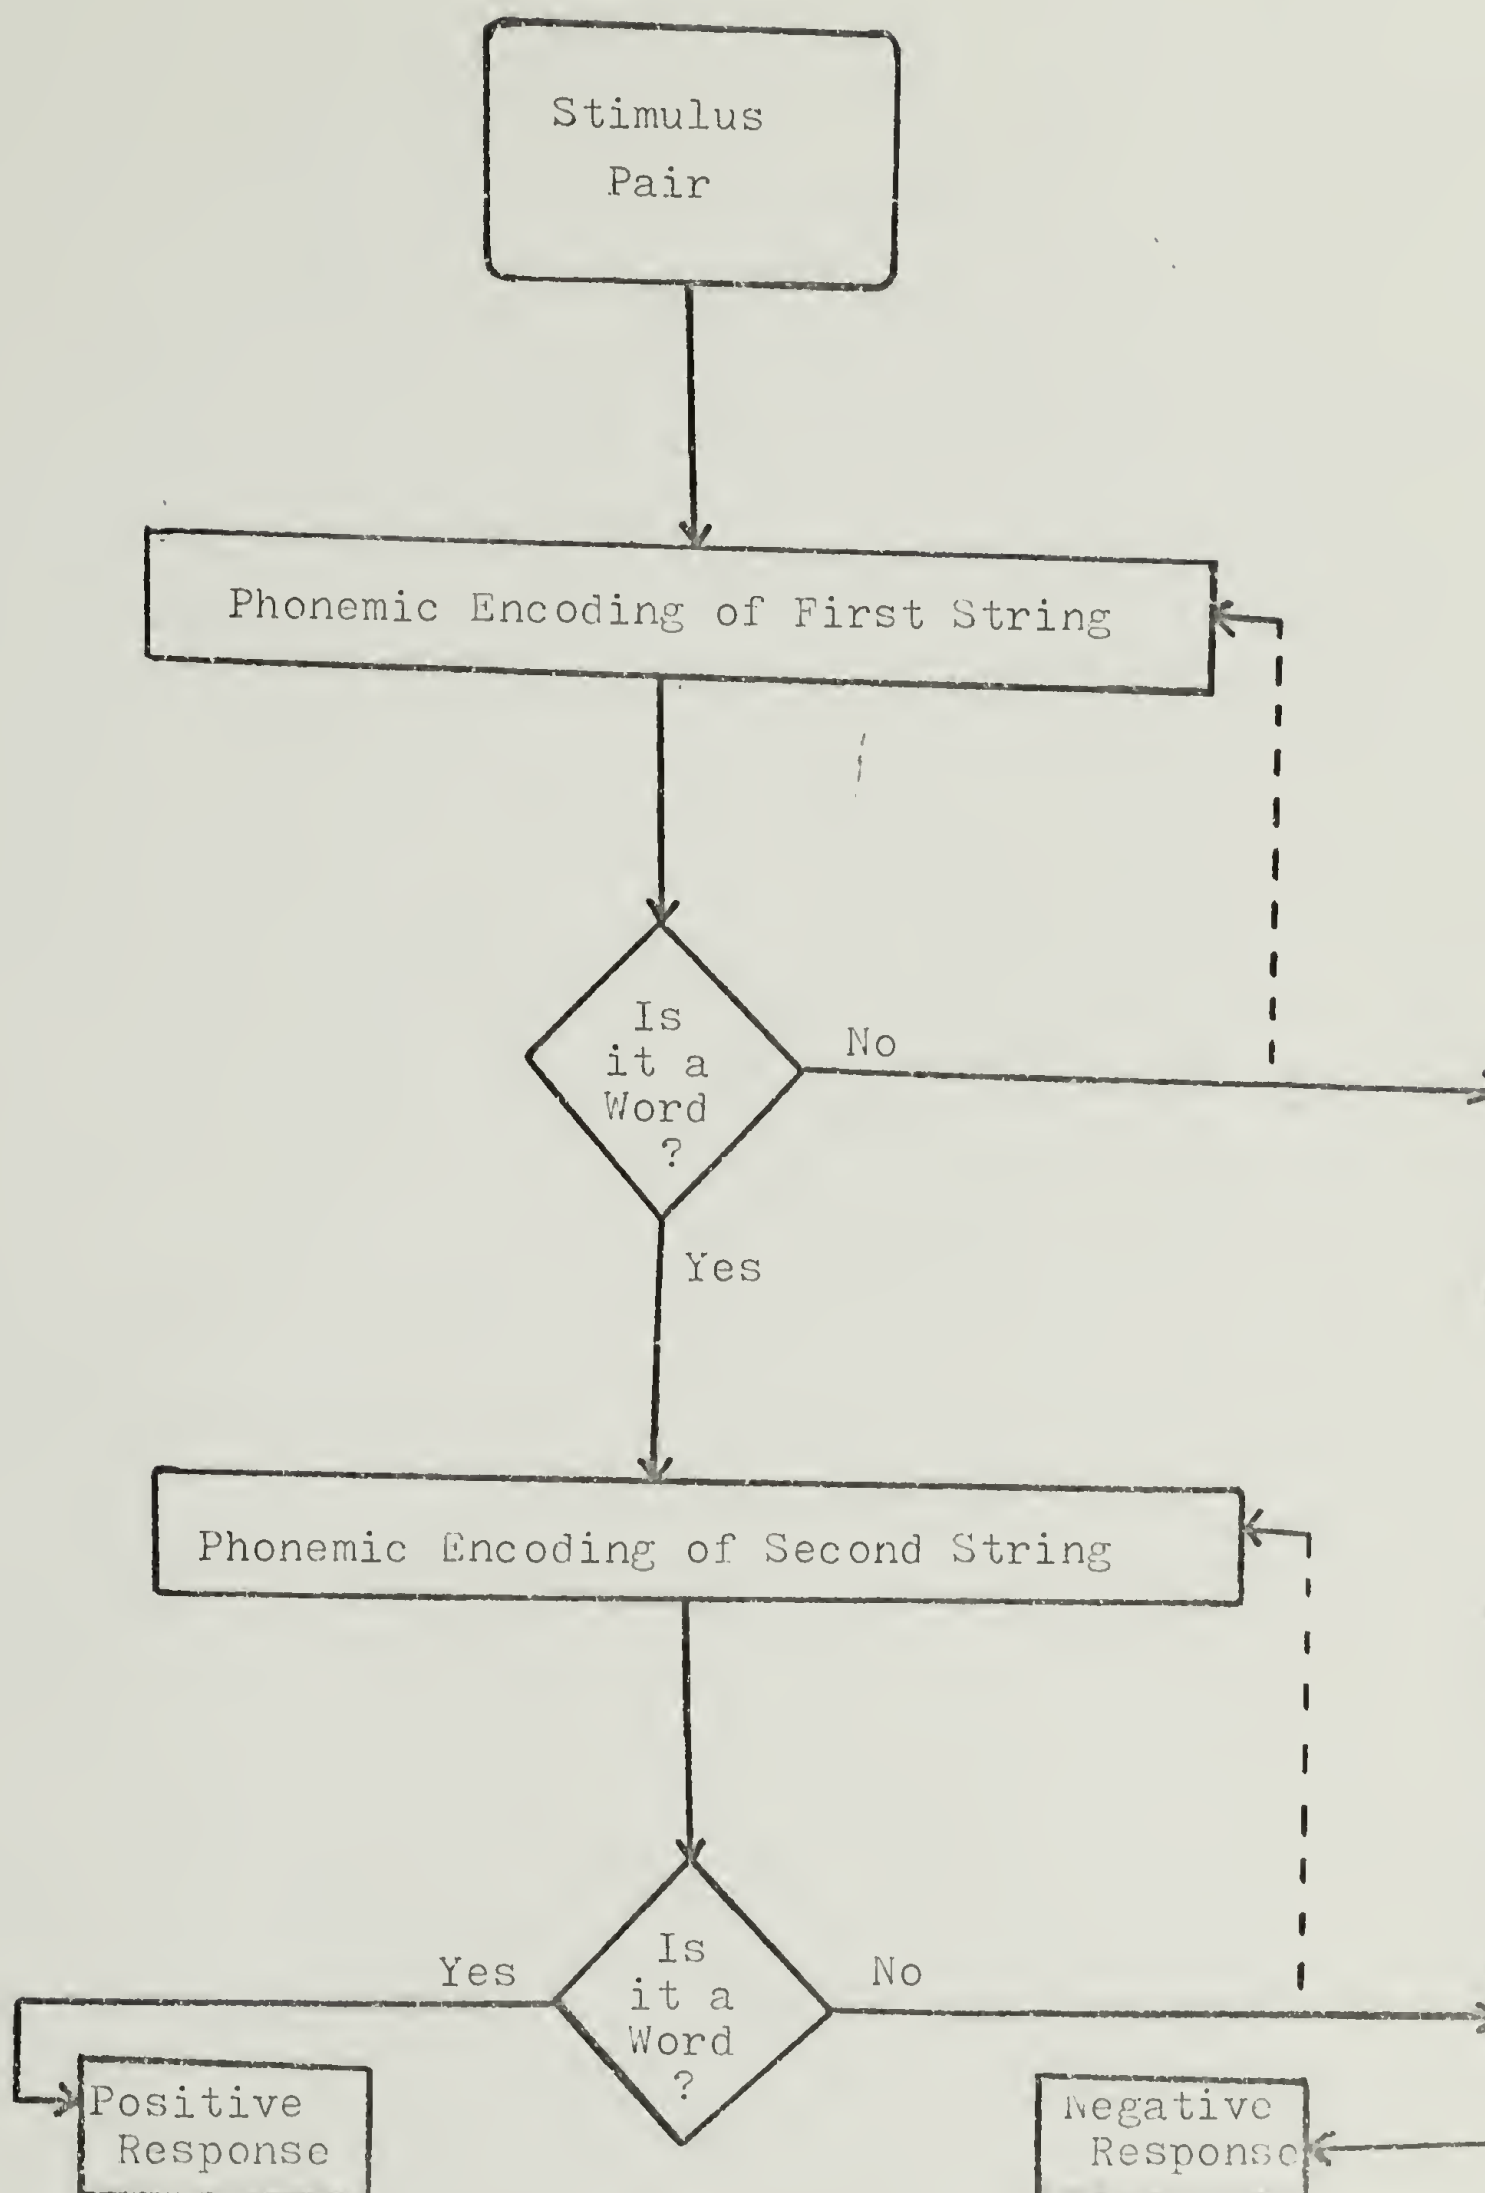 Stimulus
Pair
Phonemic Encoding of First String
Is
it a
Word
?
No
Yes
Phonemic Encoding of Second String
Yes
Is
it a
Word
?
No
Positive
Response
Negative
Response